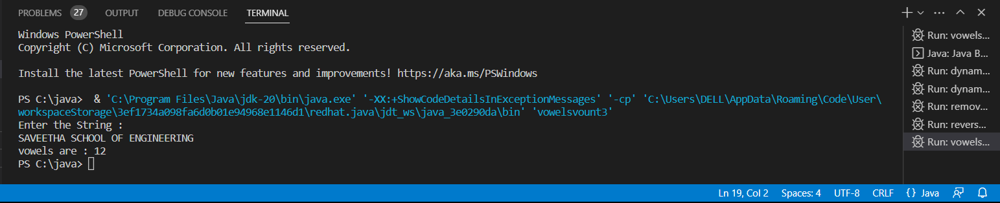 PROBLEMS 27 OUTPUT DEBUG CONSOLE TERMINAL
Windows PowerShell
Copyright (C) Microsoft Corporation. All rights reserved.
Install the latest PowerShell for new features and improvements! https://aka.ms/PSWindows
PS C:\java>  & 'C:\Program Files\Java\jdk-20\bin\java.exe' '-XX:+ShowCodeDetailsInExceptionMessages' '-cp' 'C:\Users\DELL\AppData\Roaming\Code\User\
workspaceStorage\3ef1734a098fa6d0b01e94968e1146d1\redhat.java\jdt_ws\java_3e0290da\bin' 'vowelsvount3'
Enter the String :
SAVEETHA SCHOOL OF ENGINEERING
vowels are : 12
PS C:\java>
Run: vowels...
Java: Java B...
Run: dynam...
Run: dynam...
Run: remov...
Run: revers...
Run: vowels...
Ln 19, Col 2 Spaces: 4 UTF-8 CRLF {} Java